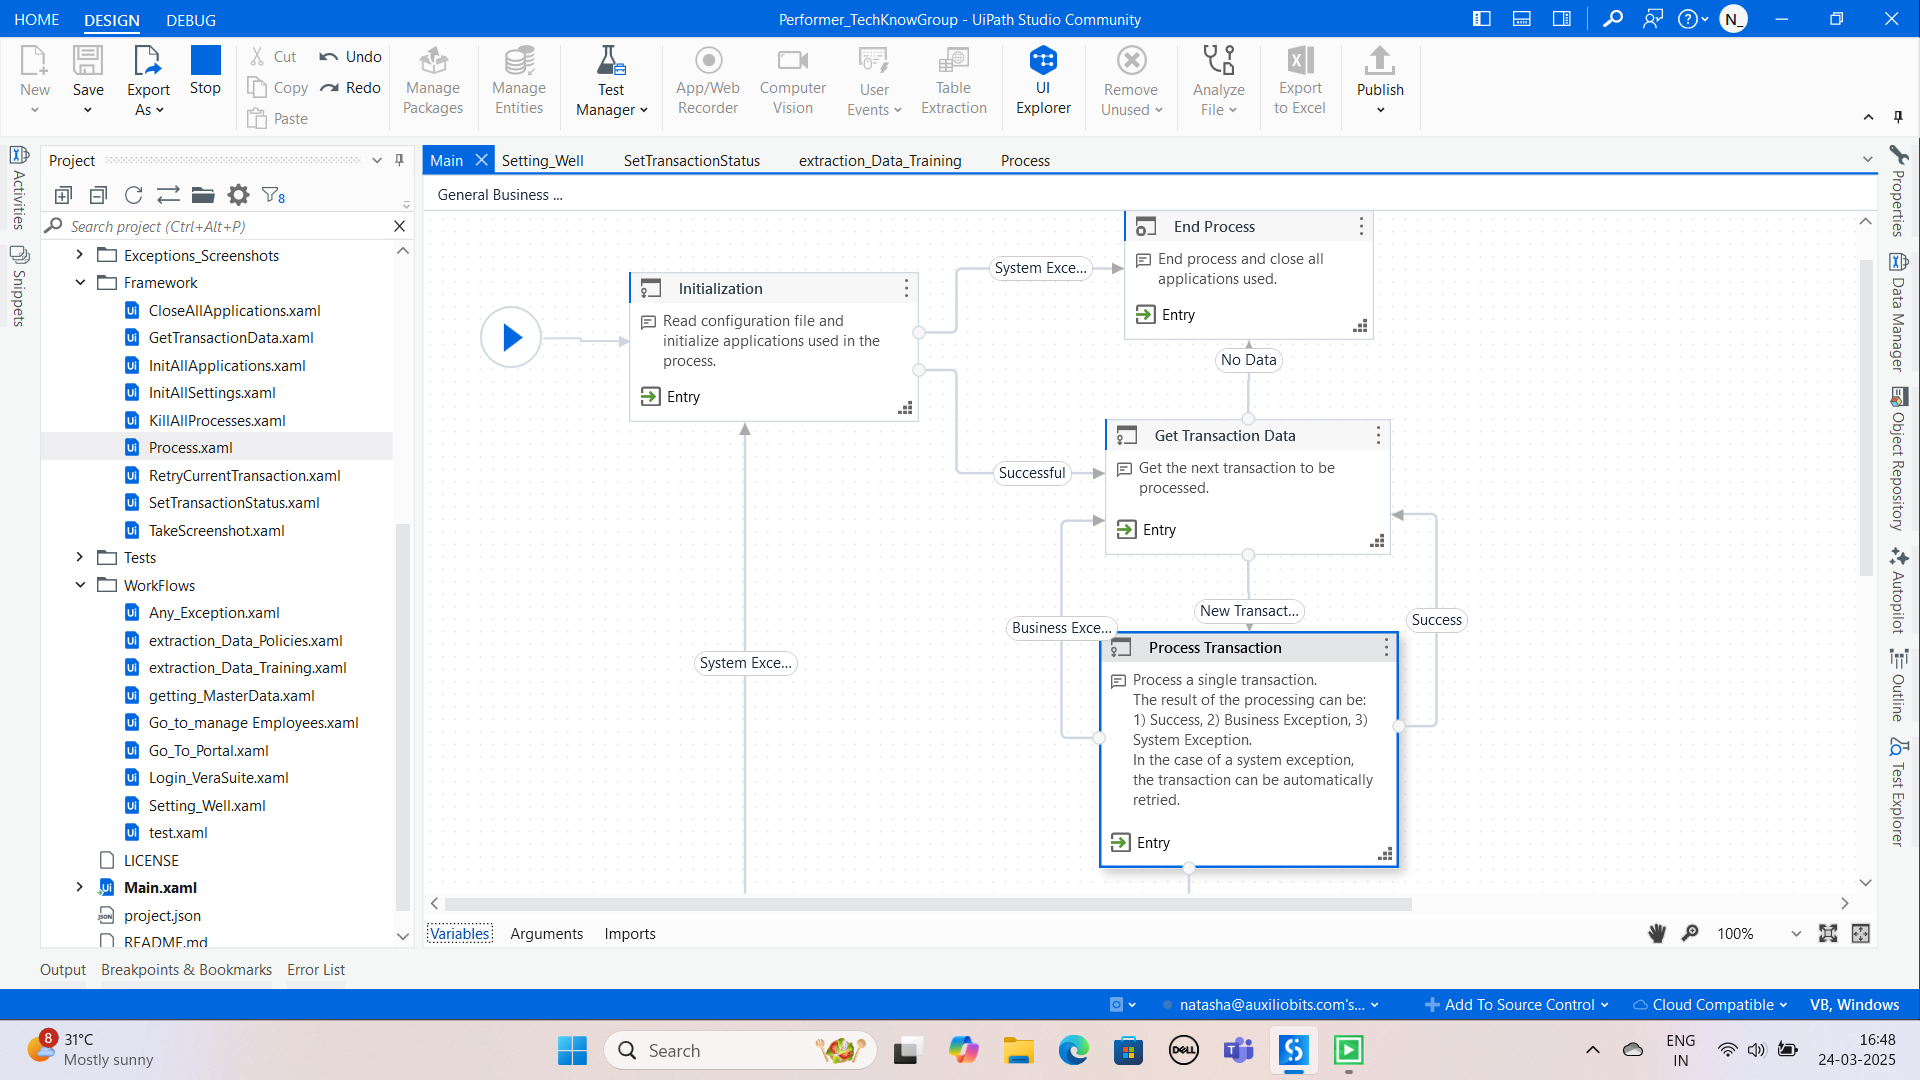 HOME DESIGN DEBUG
Performer_TechKnowGroup - UiPath Studio Community
N_
New
Save
Export
As
Stop
Cut
Copy
Paste
Undo
Redo
Manage
Packages
Manage
Entities
Test
Manager
App/Web
Recorder
Computer
Vision
User
Events
Table
Extraction
UI
Explorer
Remove
Unused
Analyze
File
Export
to Excel
Publish
Activities
Snippets
Project
8
Search project (Ctrl+Alt+P)
Exceptions_Screenshots
Framework
CloseAllApplications.xaml
GetTransactionData.xaml
InitAllApplications.xaml
InitAllSettings.xaml
KillAllProcesses.xaml
Process.xaml
RetryCurrentTransaction.xaml
SetTransactionStatus.xaml
TakeScreenshot.xaml
Tests
WorkFlows
Any_Exception.xaml
extraction_Data_Policies.xaml
extraction_Data_Training.xaml
getting_MasterData.xaml
Go_to_manage Employees.xaml
Go_To_Portal.xaml
Login_VeraSuite.xaml
Setting_Well.xaml
test.xaml
LICENSE
Main.xaml
project.json
README.md
Main Setting_Well SetTransactionStatus extraction_Data_Training Process
General Business ...
Initialization
Read configuration file and
initialize applications used in the
process.
Entry
System Exce...
End Process
End process and close all
applications used.
Entry
No Data
Successful
Get Transaction Data
Get the next transaction to be
processed.
Entry
New Transact...
Business Exce...
Success
System Exce...
Process Transaction
Process a single transaction.
The result of the processing can be:
1) Success, 2) Business Exception, 3)
System Exception.
In the case of a system exception,
the transaction can be automatically
retried.
Entry
Variables Arguments Imports
100%
Properties
Data Manager
Object Repository
Autopilot
Outline
Test Explorer
Output Breakpoints & Bookmarks Error List
natasha@auxiliobits.com's... Add To Source Control Cloud Compatible VB, Windows
8
31°C
Mostly sunny
Search
DELL
ENG
IN
16:48
24-03-2025